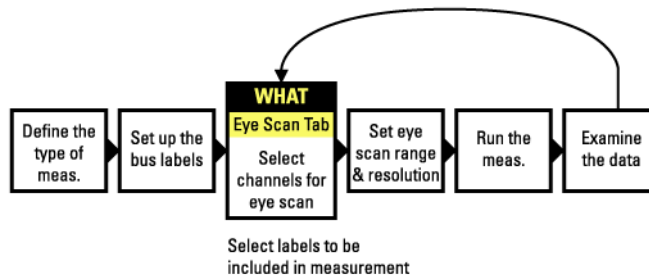 WHAT
Eye Scan Tab
Define the
type of
meas.
Set up the
bus labels
Select
channels for
eye scan
Set eye
scan range
& resolution
Run the
meas.
Examine
the data
Select labels to be
included in measurement